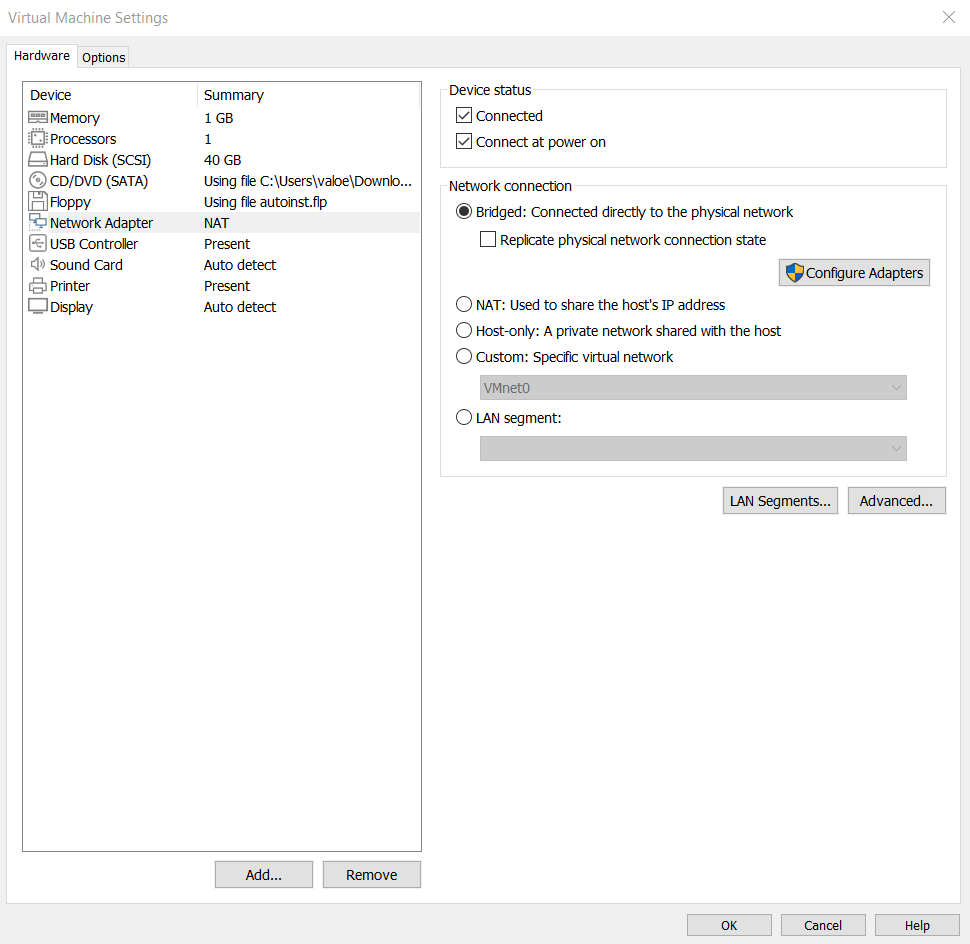 Virtual Machine Settings
Hardware
Options
Device Summary
Memory 1 GB
Processors 1
Hard Disk (SCSI) 40 GB
CD/DVD (SATA) Using file C:\Users\valoe\Downlo...
Floppy Using file autoinst.flp
Network Adapter NAT
USB Controller Present
Sound Card Auto detect
Printer Present
Display Auto detect
Add...
Remove
Device status
Connected
Connect at power on
Network connection
Bridged: Connected directly to the physical network
Replicate physical network connection state
Configure Adapters
NAT: Used to share the host's IP address
Host-only: A private network shared with the host
Custom: Specific virtual network
VMnet0
LAN segment:
LAN Segments...
Advanced...
OK
Cancel
Help